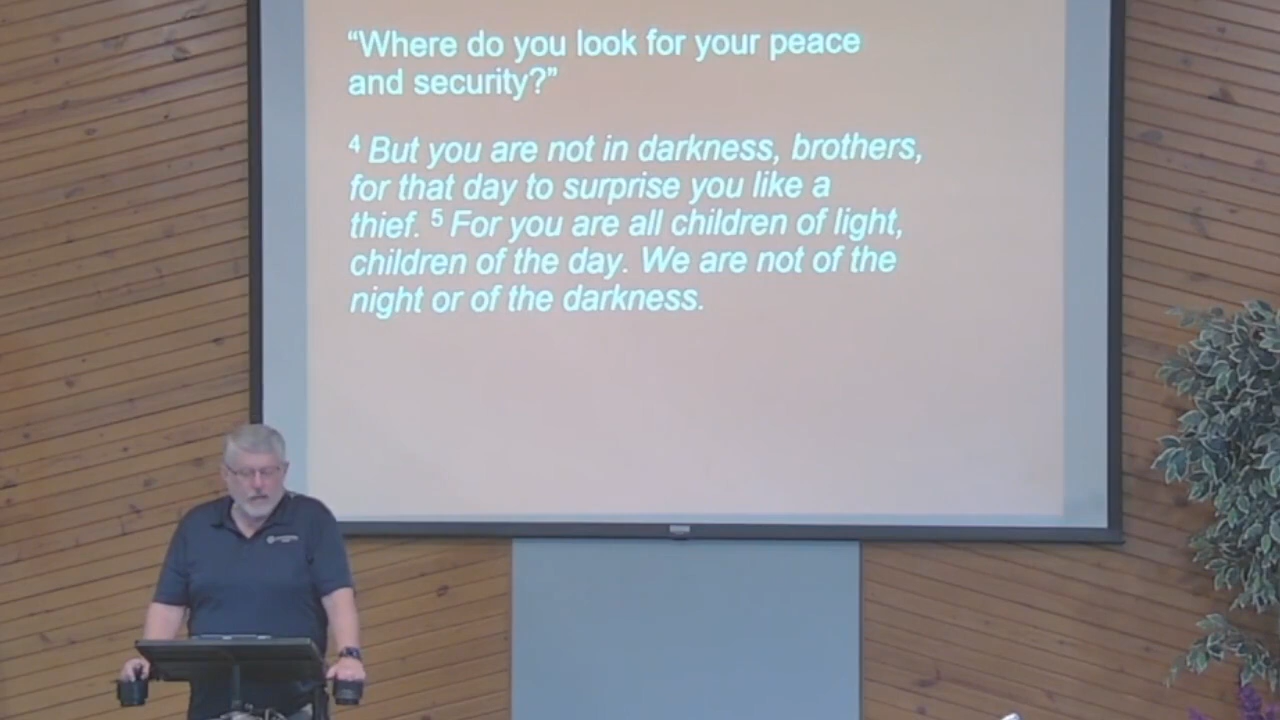 “Where do you look for your peace
and security?”
⁴ But you are not in darkness, brothers,
for that day to surprise you like a
thief. ⁵ For you are all children of light,
children of the day. We are not of the
night or of the darkness.